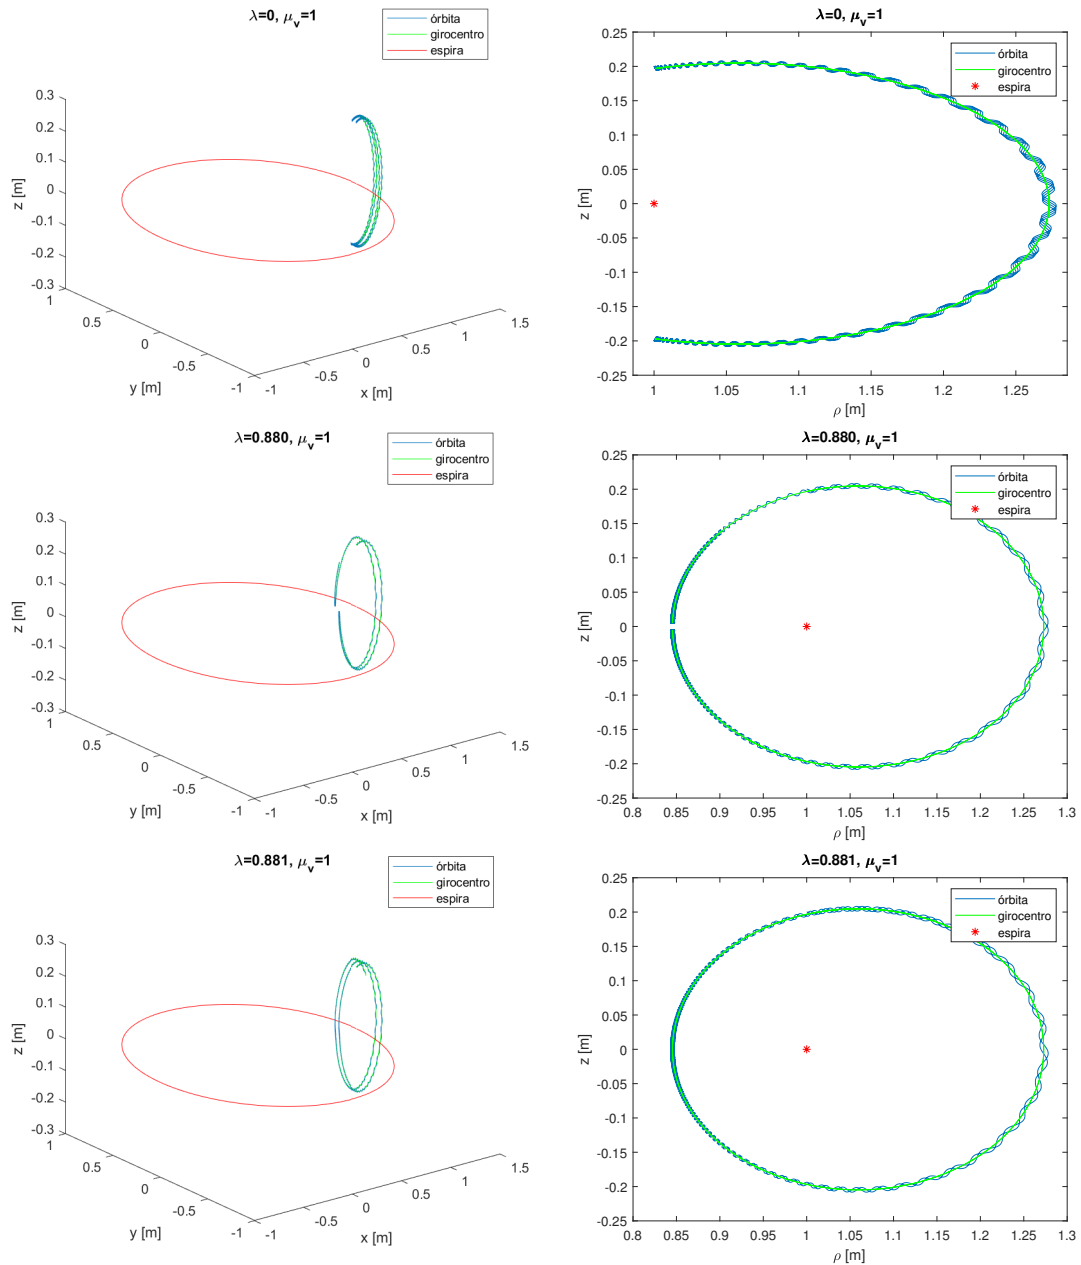 λ=0, μv=1
órbita
girocentro
espira
0.3
0.2
0.1
0
-0.1
-0.2
-0.3
z [m]
1
0.5
0
-0.5
-1
y [m]
-1
-0.5
0
0.5
1
1.5
x [m]
λ=0, μv=1
órbita
girocentro
espira
0.25
0.2
0.15
0.1
0.05
0
-0.05
-0.1
-0.15
-0.2
-0.25
z [m]
1
1.05
1.1
1.15
1.2
1.25
ρ [m]
λ=0.880, μv=1
órbita
girocentro
espira
0.3
0.2
0.1
0
-0.1
-0.2
-0.3
z [m]
1
0.5
0
-0.5
-1
y [m]
-1
-0.5
0
0.5
1
1.5
x [m]
λ=0.880, μv=1
órbita
girocentro
espira
0.25
0.2
0.15
0.1
0.05
0
-0.05
-0.1
-0.15
-0.2
-0.25
z [m]
0.8
0.85
0.9
0.95
1
1.05
1.1
1.15
1.2
1.25
1.3
ρ [m]
λ=0.881, μv=1
órbita
girocentro
espira
0.3
0.2
0.1
0
-0.1
-0.2
-0.3
z [m]
1
0.5
0
-0.5
-1
y [m]
-1
-0.5
0
0.5
1
1.5
x [m]
λ=0.881, μv=1
órbita
girocentro
espira
0.25
0.2
0.15
0.1
0.05
0
-0.05
-0.1
-0.15
-0.2
-0.25
z [m]
0.8
0.85
0.9
0.95
1
1.05
1.1
1.15
1.2
1.25
1.3
ρ [m]